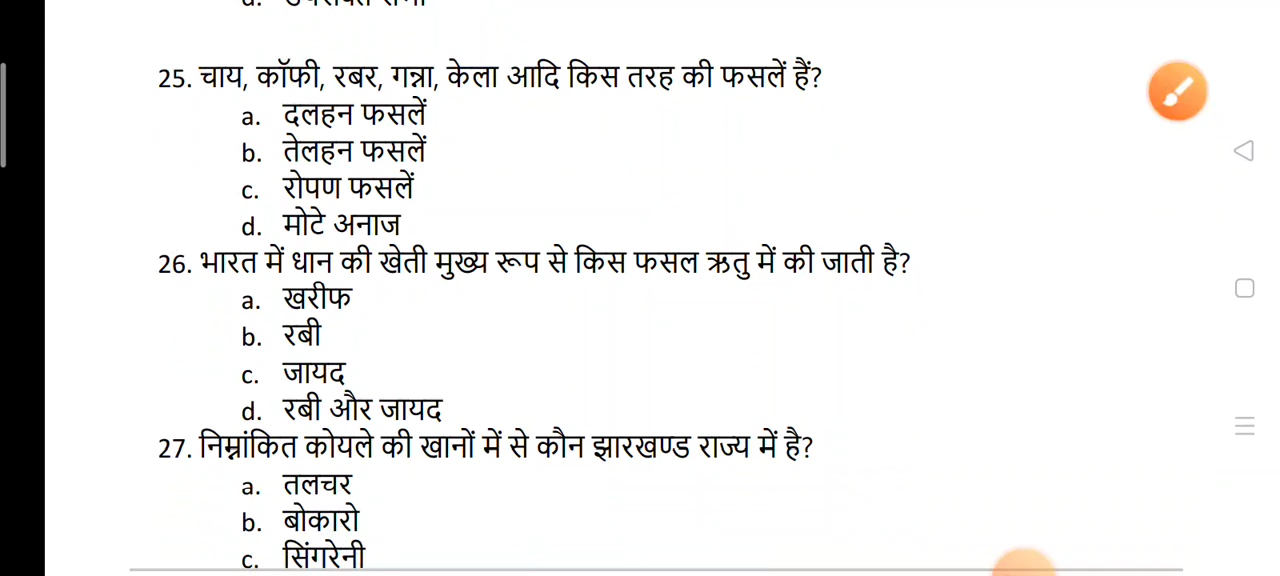 25. चाय, कॉफी, रबर, गन्ना, केला आदि किस तरह की फसलें हैं?
a. दलहन फसलें
b. तेलहन फसलें
c. रोपण फसलें
d. मोटे अनाज
26. भारत में धान की खेती मुख्य रूप से किस फसल ऋतु में की जाती है?
a. खरीफ
b. रबी
c. जायद
d. रबी और जायद
27. निम्नांकित कोयले की खानों में से कौन झारखण्ड राज्य में है?
a. तलचर
b. बोकारो
c. सिंगरेनी